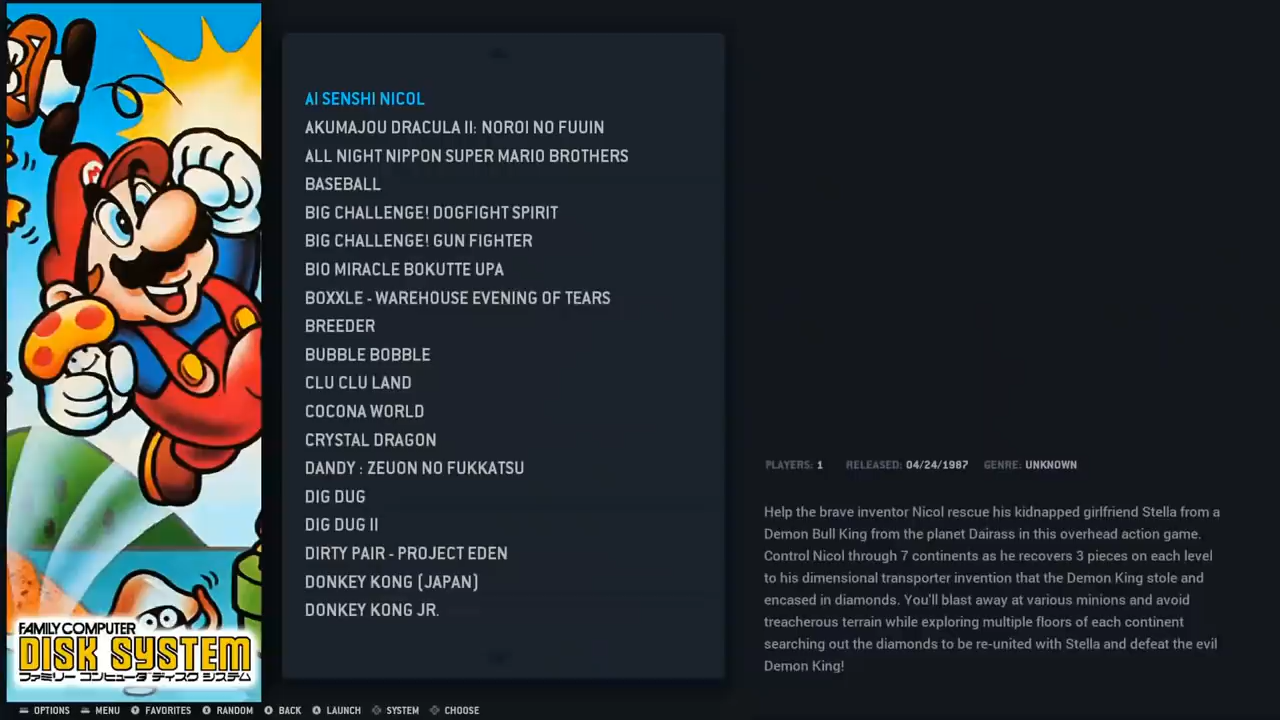 AI SENSHI NICOL
AKUMAJOU DRACULA II: NOROI NO FUUIN
ALL NIGHT NIPPON SUPER MARIO BROTHERS
BASEBALL
BIG CHALLENGE! DOGFIGHT SPIRIT
BIG CHALLENGE! GUN FIGHTER
BIO MIRACLE BOKUTTE UPA
BOXXLE - WAREHOUSE EVENING OF TEARS
BREEDER
BUBBLE BOBBLE
CLU CLU LAND
COCONA WORLD
CRYSTAL DRAGON
DANDY : ZEUON NO FUKKATSU
DIG DUG
DIG DUG II
DIRTY PAIR - PROJECT EDEN
DONKEY KONG (JAPAN)
DONKEY KONG JR.
PLAYERS: 1 RELEASED: 04/24/1987 GENRE: UNKNOWN
Help the brave inventor Nicol rescue his kidnapped girlfriend Stella from a
Demon Bull King from the planet Dairass in this overhead action game.
Control Nicol through 7 continents as he recovers 3 pieces on each level
to his dimensional transporter invention that the Demon King stole and
encased in diamonds. You'll blast away at various minions and avoid
treacherous terrain while exploring multiple floors of each continent
searching out the diamonds to be re-united with Stella and defeat the evil
Demon King!
M
FAMILY COMPUTER
DISK SYSTEM
ファミリー コンピュータ ディスク システム
OPTIONS MENU Y FAVORITES X RANDOM B BACK A LAUNCH SYSTEM CHOOSE